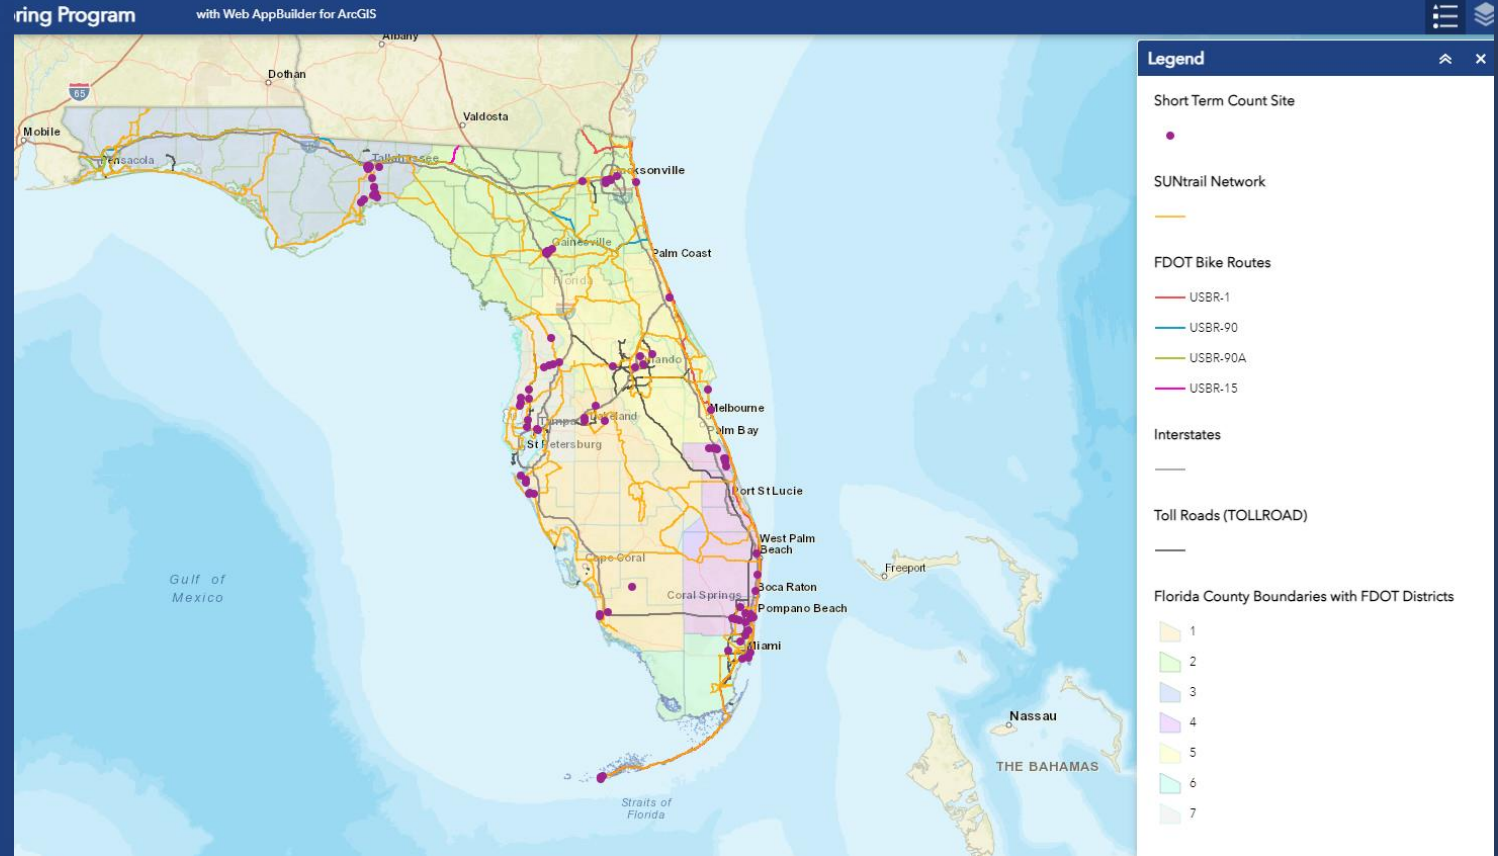 ring Program
with Web AppBuilder for ArcGIS
Legend
Short Term Count Site
SUNtrail Network
FDOT Bike Routes
USBR-1
USBR-90
USBR-90A
USBR-15
Interstates
Toll Roads (TOLLROAD)
Florida County Boundaries with FDOT Districts
1
2
3
4
5
6
7
Albany
Dothan
65
Valdosta
Mobile
Pensacola
Tallahassee
Jacksonville
Gainesville
Palm Coast
Florida
Orlando
Melbourne
Tampa
Lakeland
Palm Bay
St Petersburg
Port St Lucie
West Palm
Beach
Cape Coral
Freeport
Gulf of
Mexico
Boca Raton
Coral Springs
Pompano Beach
Miami
Nassau
THE BAHAMAS
Straits of
Florida